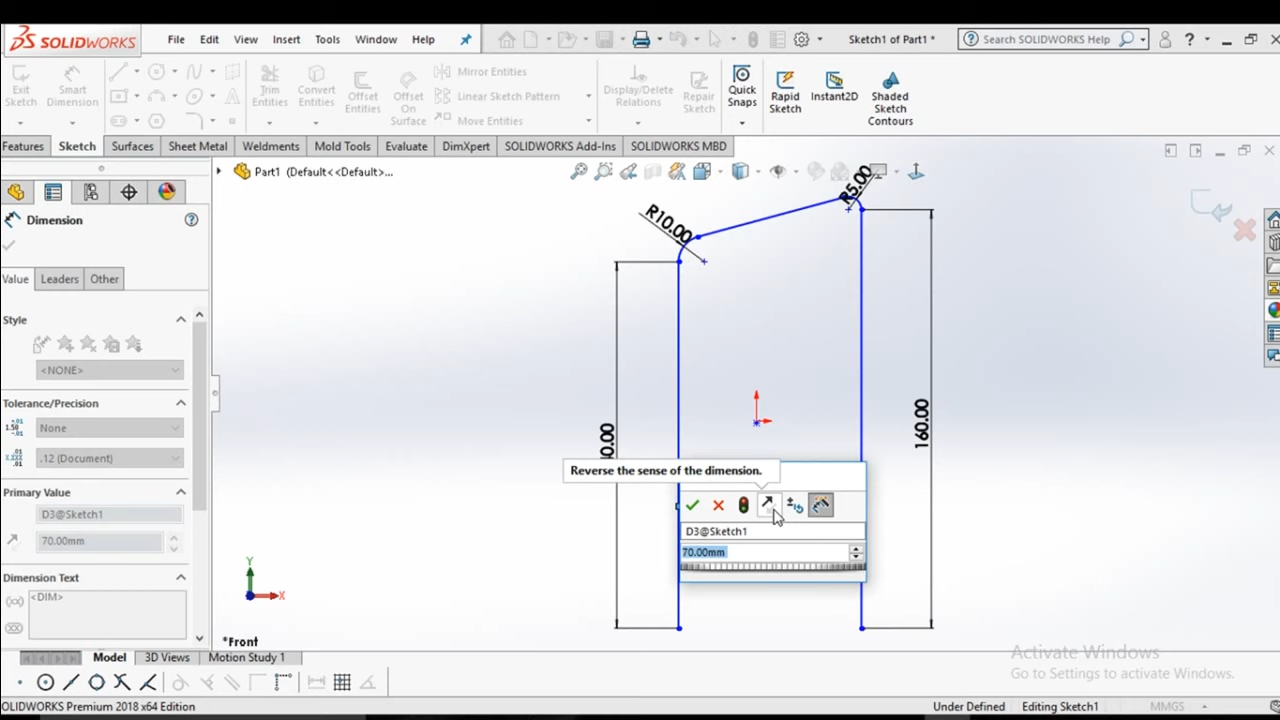 SOLIDWORKS File Edit View Insert Tools Window Help Sketch1 of Part1 * Search SOLIDWORKS Help ?
Exit Sketch Smart Dimension Trim Entities Convert Entities Offset Entities Offset On Surface Mirror Entities Linear Sketch Pattern Move Entities Display/Delete Relations Repair Sketch Quick Snaps Rapid Sketch Instant2D Shaded Sketch Contours
Features Sketch Surfaces Sheet Metal Weldments Mold Tools Evaluate DimXpert SOLIDWORKS Add-Ins SOLIDWORKS MBD
Part1 (Default<<Default>...
Dimension
Value Leaders Other
Style
<NONE>
Tolerance/Precision
None
.12 (Document)
Primary Value
D3@Sketch1
70.00mm
Dimension Text
<DIM>
R10.00
R5.00
160.00
Reverse the sense of the dimension.
D3@Sketch1
70.00mm
Y
X
*Front
Activate Windows
Go to Settings to activate Windows.
Model 3D Views Motion Study 1
OLIDWORKS Premium 2018 x64 Edition Under Defined Editing Sketch1 MMGS